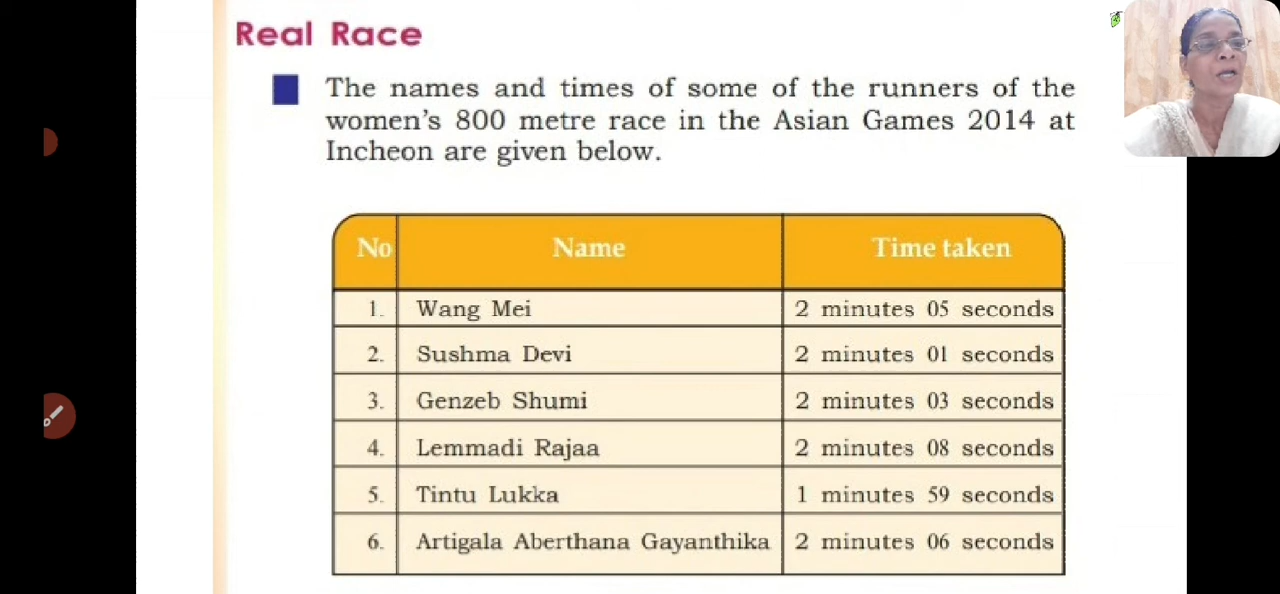 Real Race
The names and times of some of the runners of the
women's 800 metre race in the Asian Games 2014 at
Incheon are given below.
No Name Time taken
1. Wang Mei 2 minutes 05 seconds
2. Sushma Devi 2 minutes 01 seconds
3. Genzeb Shumi 2 minutes 03 seconds
4. Lemmadi Rajaa 2 minutes 08 seconds
5. Tintu Lukka 1 minutes 59 seconds
6. Artigala Aberthana Gayanthika 2 minutes 06 seconds